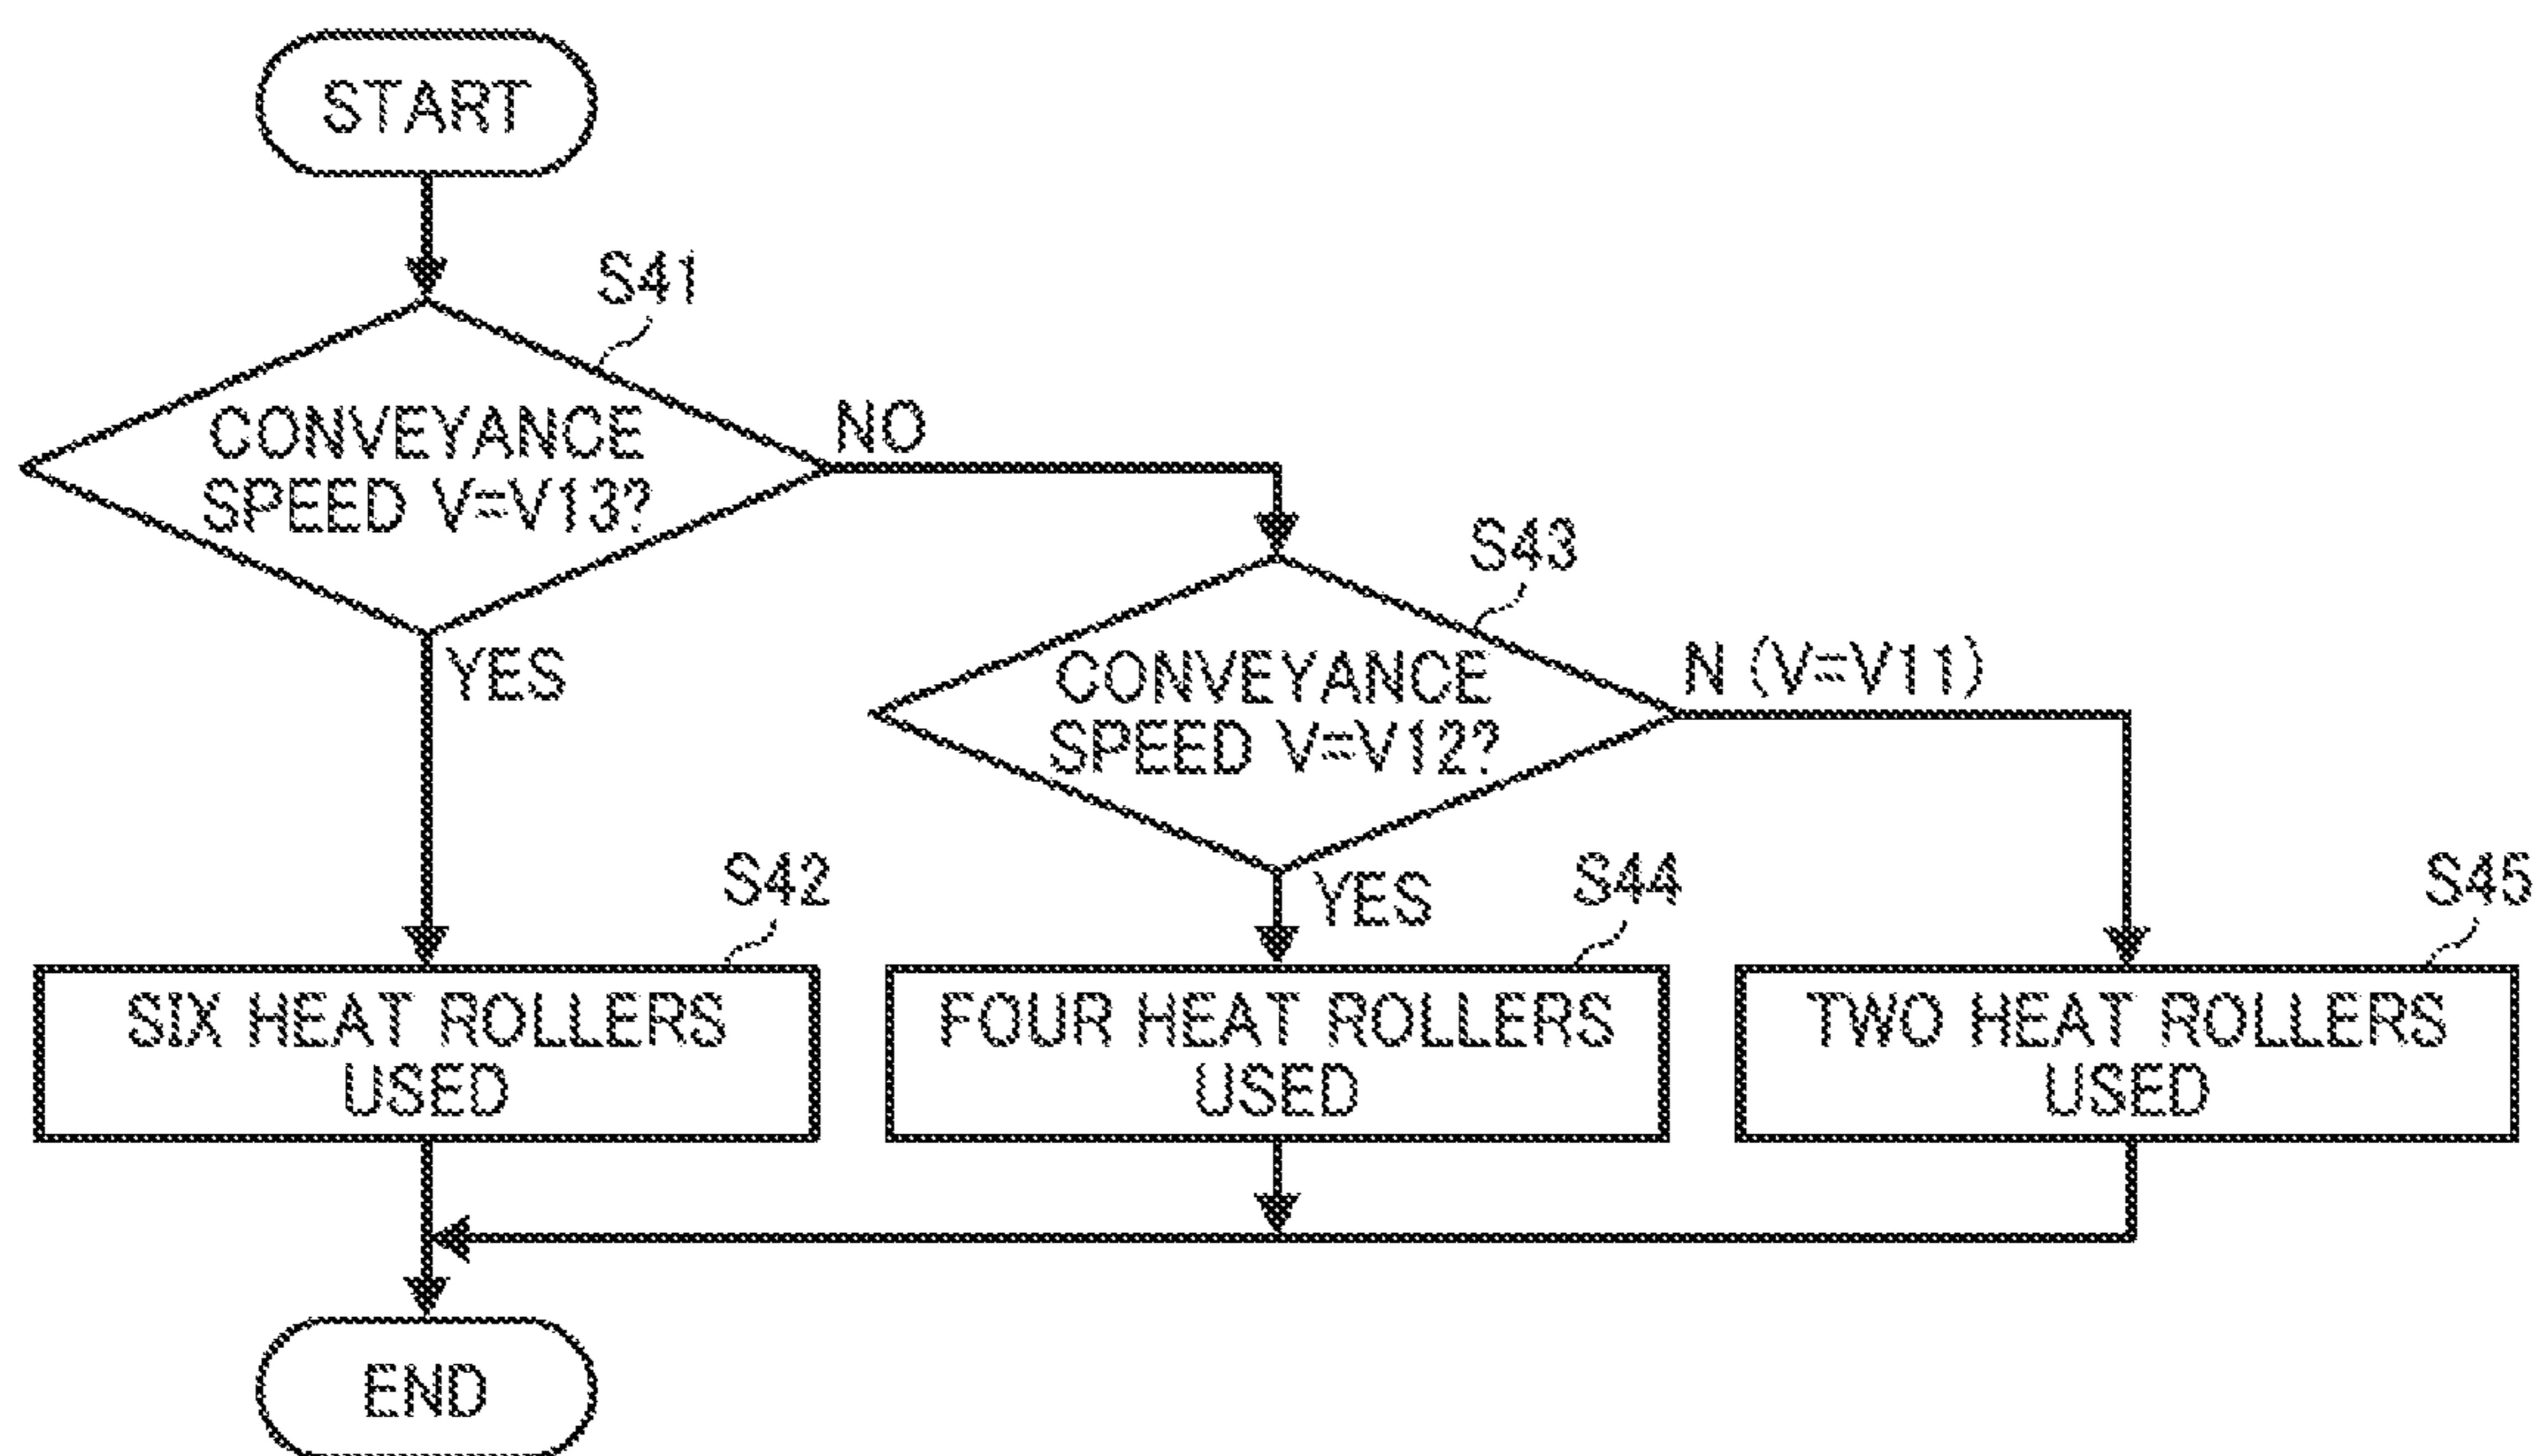 START
S41
CONVEYANCE
SPEED V=V13?
NO
YES
S43
CONVEYANCE
SPEED V=V12?
N (V=V11)
YES
S42
SIX HEAT ROLLERS
USED
S44
FOUR HEAT ROLLERS
USED
S45
TWO HEAT ROLLERS
USED
END